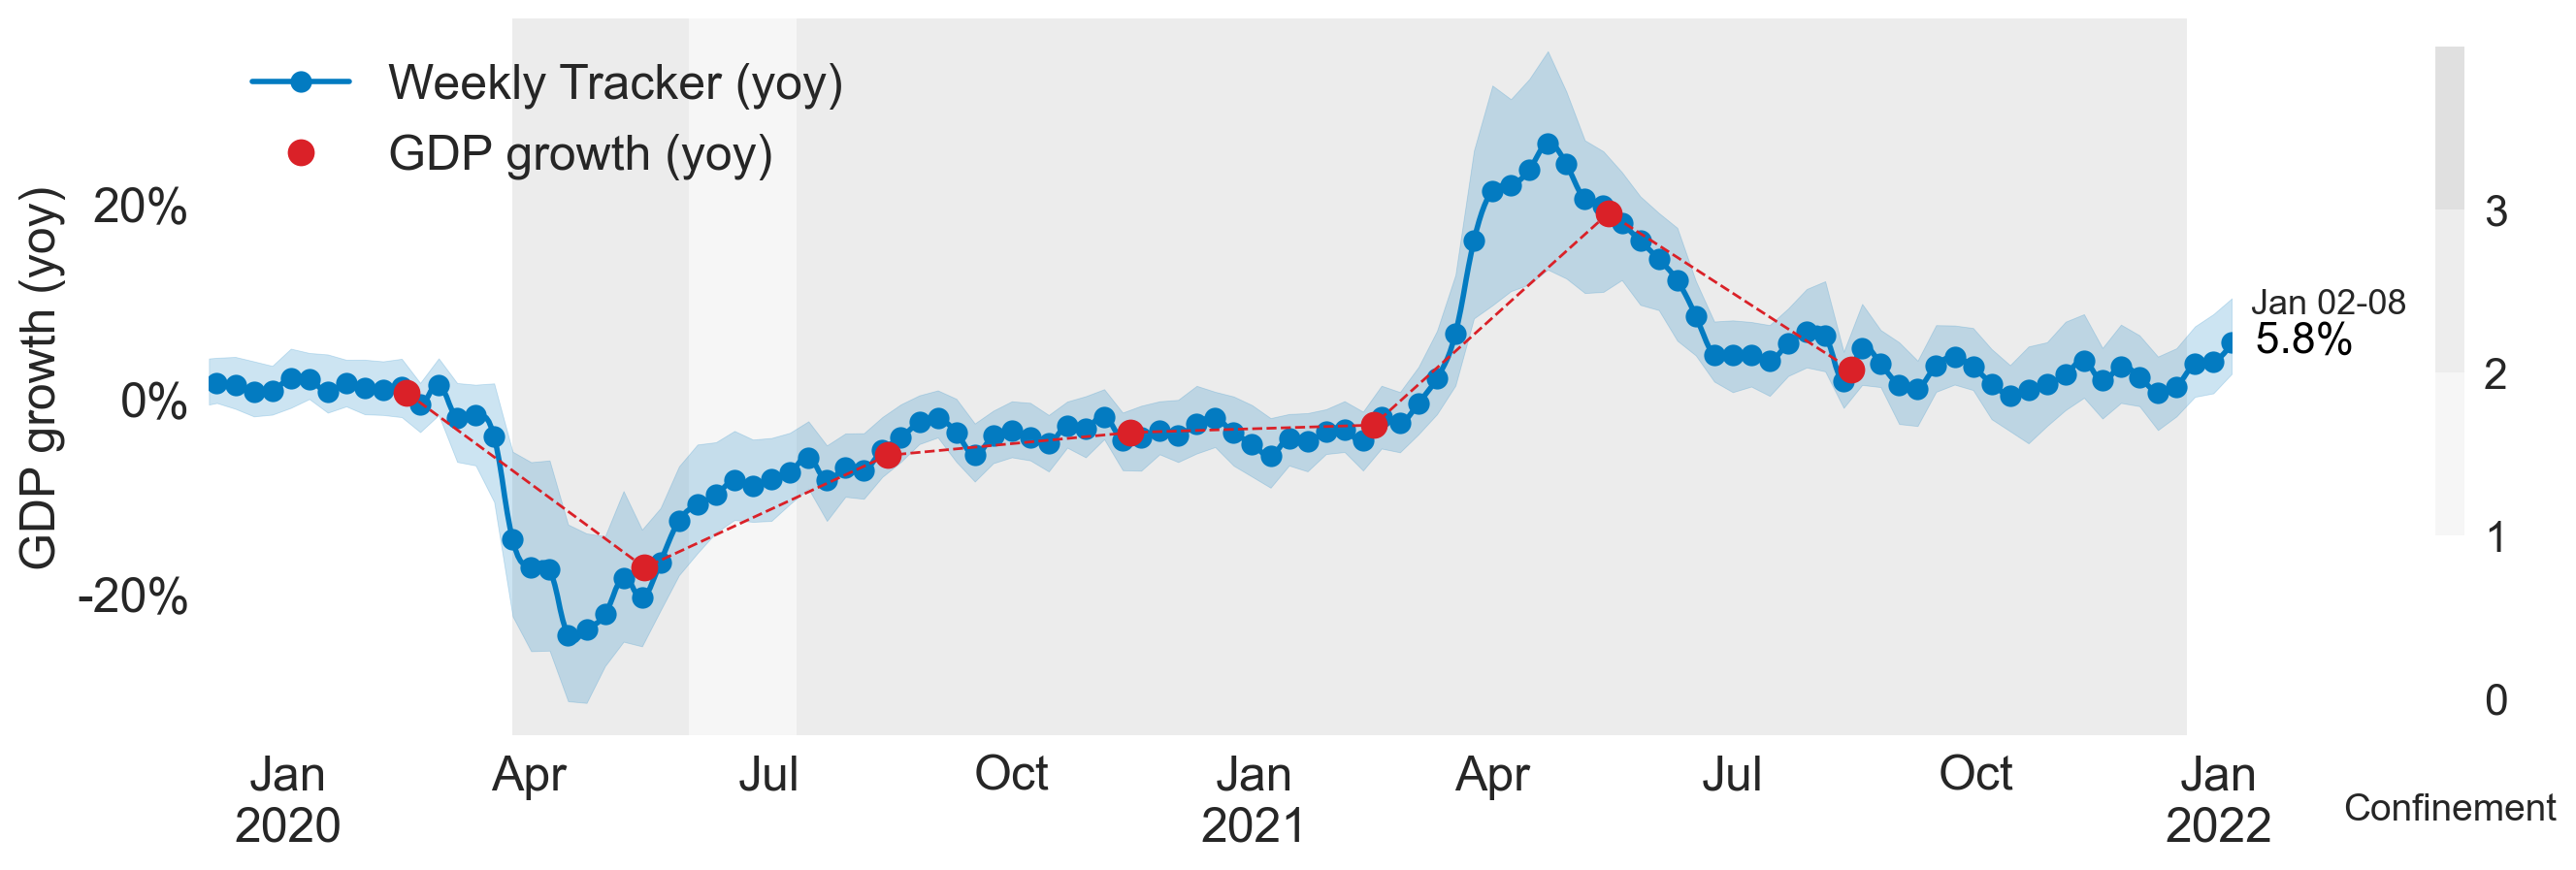 Weekly Tracker (yoy)
GDP growth (yoy)
GDP growth (yoy)
20%
0%
-20%
Jan 02-08
5.8%
3
2
1
0
Jan Apr Jul Oct Jan Apr Jul Oct Jan
2020 2021 2022
Confinement